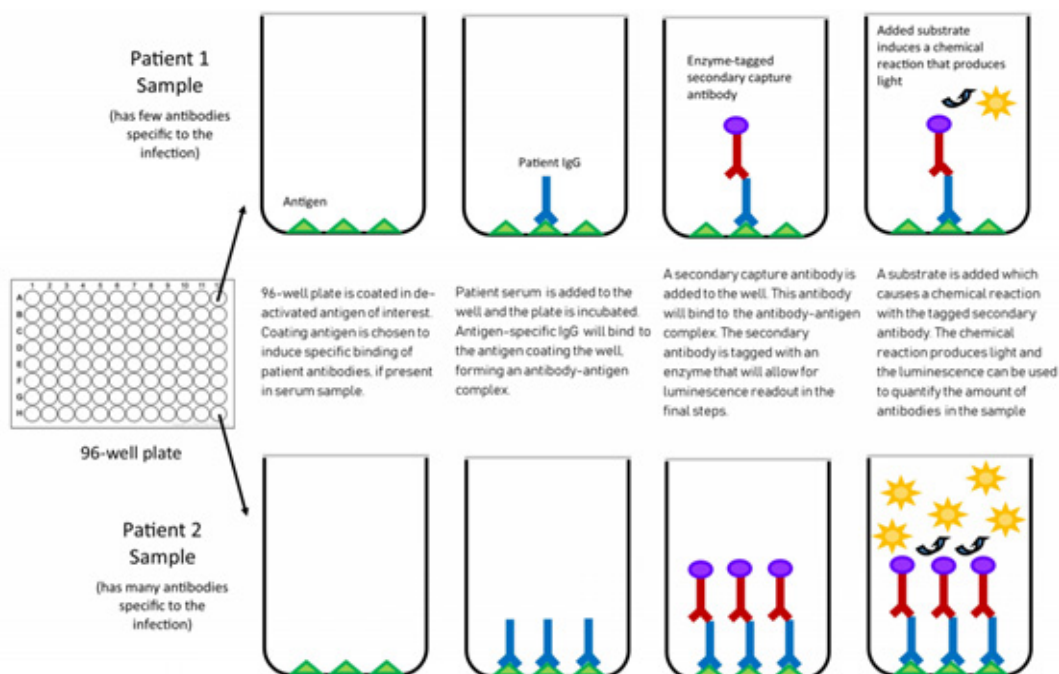 Patient 1
Sample
(has few antibodies
specific to the
infection)
Antigen
Patient IgG
Enzyme-tagged
secondary capture
antibody
Added substrate
induces a chemical
reaction that produces
light
1 2 3 4 5 6 7 8 9 10 11
A
B
C
D
E
F
G
H
96-well plate
96-well plate is coated in de-
activated antigen of interest.
Coating antigen is chosen to
induce specific binding of
patient antibodies, if present
in serum sample.
Patient serum is added to the
well and the plate is incubated.
Antigen-specific IgG will bind to
the antigen coating the well,
forming an antibody-antigen
complex.
A secondary capture antibody is
added to the well. This antibody
will bind to the antibody-antigen
complex. The secondary
antibody is tagged with an
enzyme that will allow for
luminescence readout in the
final steps.
A substrate is added which
causes a chemical reaction
with the tagged secondary
antibody. The chemical
reaction produces light and
the luminescence can be used
to quantify the amount of
antibodies in the sample
Patient 2
Sample
(has many antibodies
specific to the
infection)